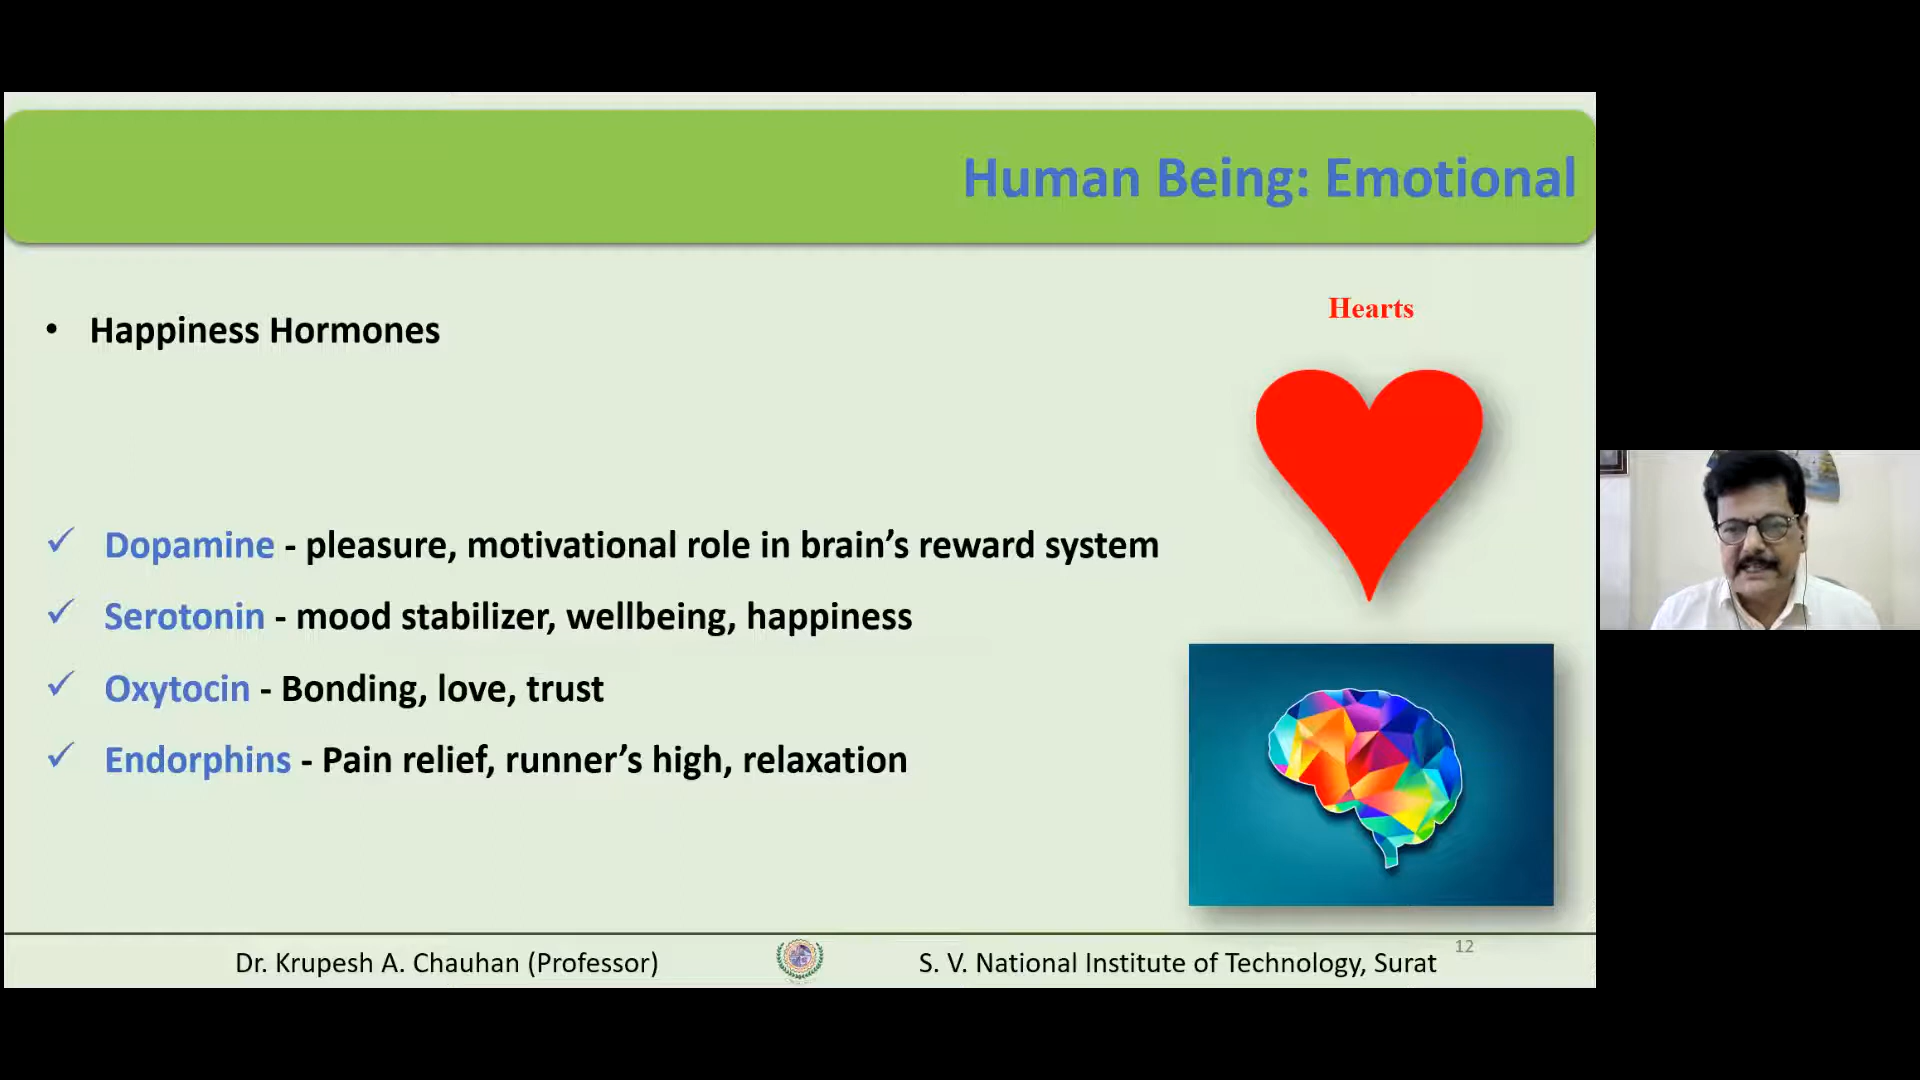 Human Being: Emotional
• Happiness Hormones
Hearts
✓ Dopamine - pleasure, motivational role in brain’s reward system
✓ Serotonin - mood stabilizer, wellbeing, happiness
✓ Oxytocin - Bonding, love, trust
✓ Endorphins - Pain relief, runner’s high, relaxation
Dr. Krupesh A. Chauhan (Professor)
S. V. National Institute of Technology, Surat
12